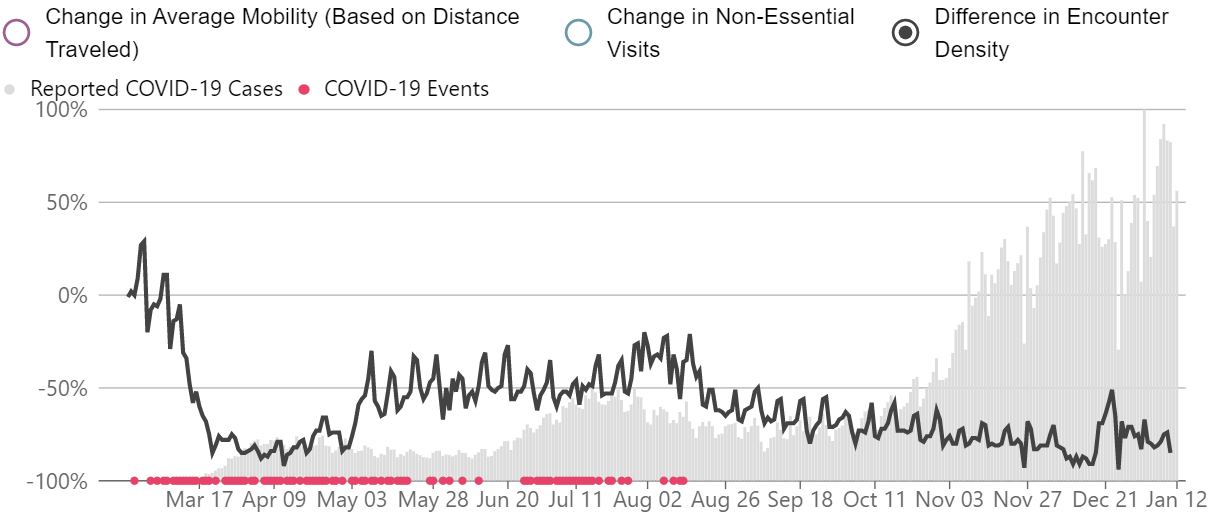 Change in Average Mobility (Based on Distance Traveled)
Change in Non-Essential Visits
Difference in Encounter Density
Reported COVID-19 Cases
COVID-19 Events
100%
50%
0%
-50%
-100%
Mar 17 Apr 09 May 03 May 28 Jun 20 Jul 11 Aug 02 Aug 26 Sep 18 Oct 11 Nov 03 Nov 27 Dec 21 Jan 12